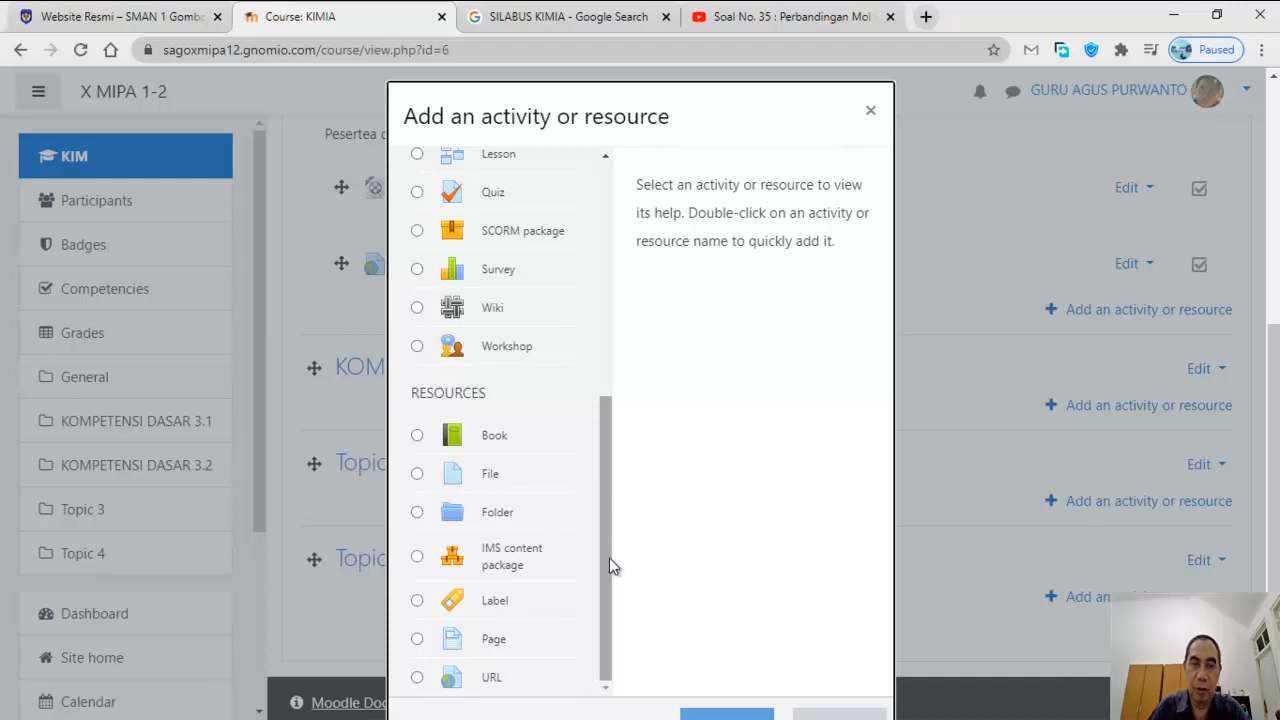 Website Resmi – SMAN 1 Gombo
Course: KIMIA
SILABUS KIMIA - Google Search
Soal No. 35 : Perbandingan Mol
sagoxmipa12.gnomio.com/course/view.php?id=6
Paused
X MIPA 1-2
GURU AGUS PURWANTO
KIM
Participants
Badges
Competencies
Grades
General
KOMPETENSI DASAR 3.1
KOMPETENSI DASAR 3.2
Topic 3
Topic 4
Dashboard
Site home
Calendar
Pesertea
Add an activity or resource
Lesson
Quiz
SCORM package
Survey
Wiki
Workshop
RESOURCES
Book
File
Folder
IMS content
package
Label
Page
URL
Select an activity or resource to view
its help. Double-click on an activity or
resource name to quickly add it.
Edit
Edit
Add an activity or resource
KOM
Edit
Add an activity or resource
Topic
Edit
Add an activity or resource
Topic
Edit
Add an
Moodle Doc